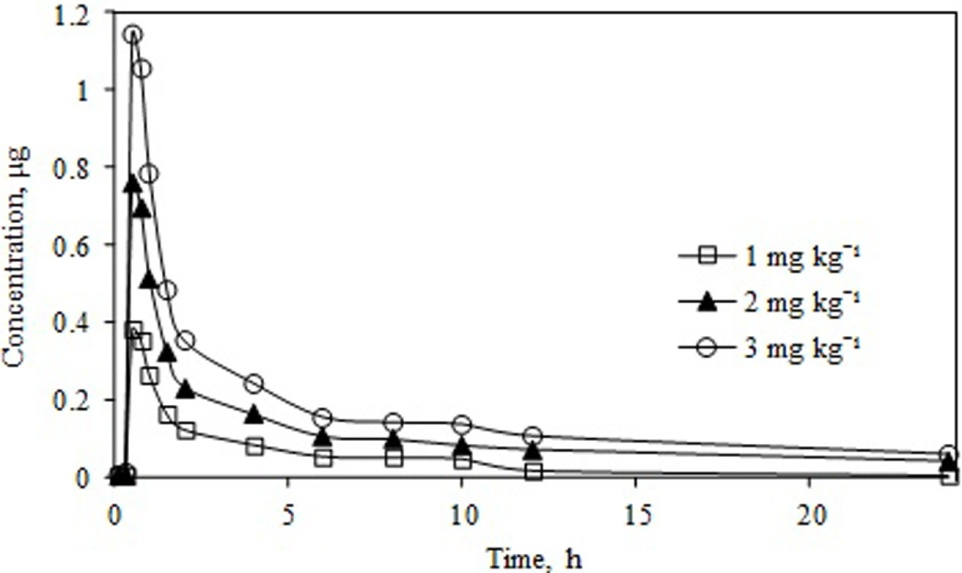 1.2
1
0.8
0.6
0.4
0.2
0
Concentration, µg
0 5 10 15 20
Time, h
1 mg kg⁻¹
2 mg kg⁻¹
3 mg kg⁻¹